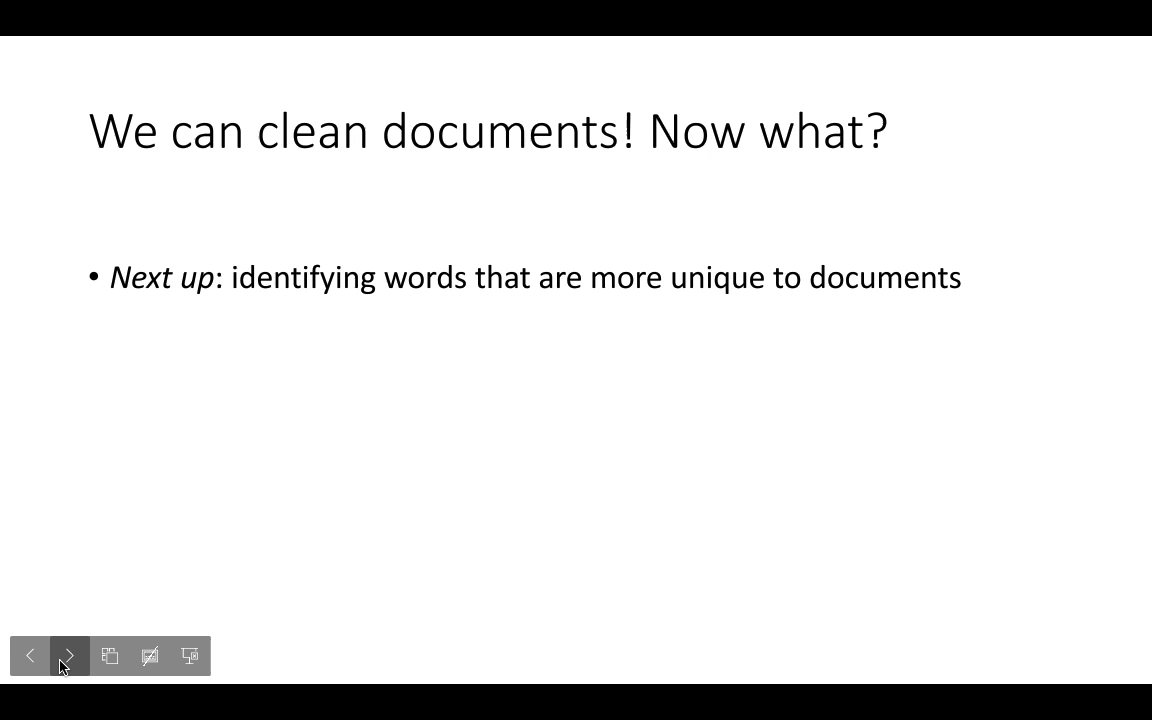 We can clean documents! Now what?
• Next up: identifying words that are more unique to documents